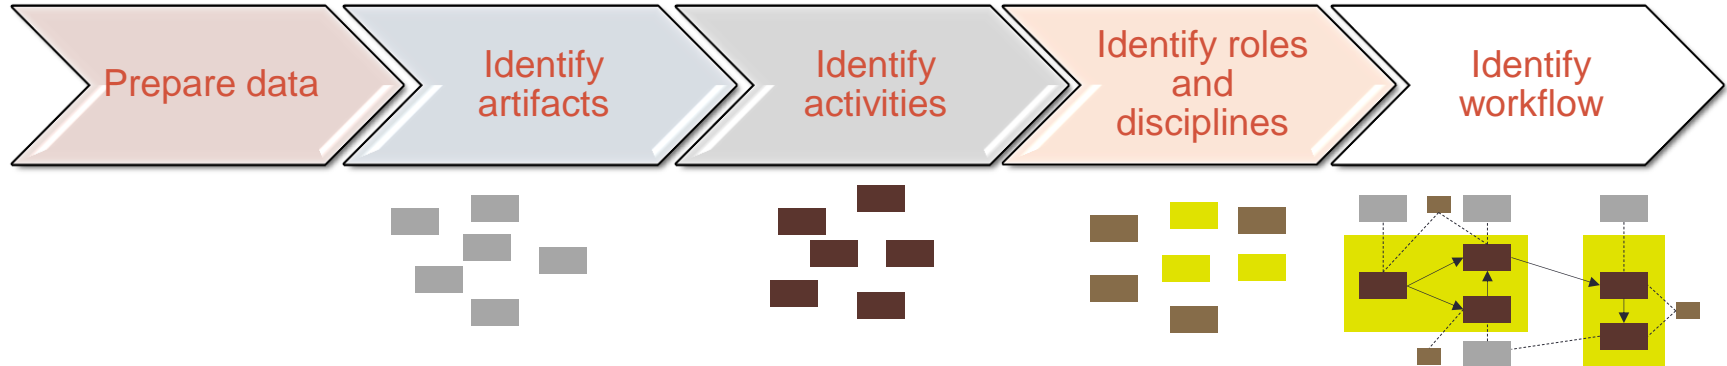 Prepare data
Identify
artifacts
Identify
activities
Identify roles
and
disciplines
Identify
workflow